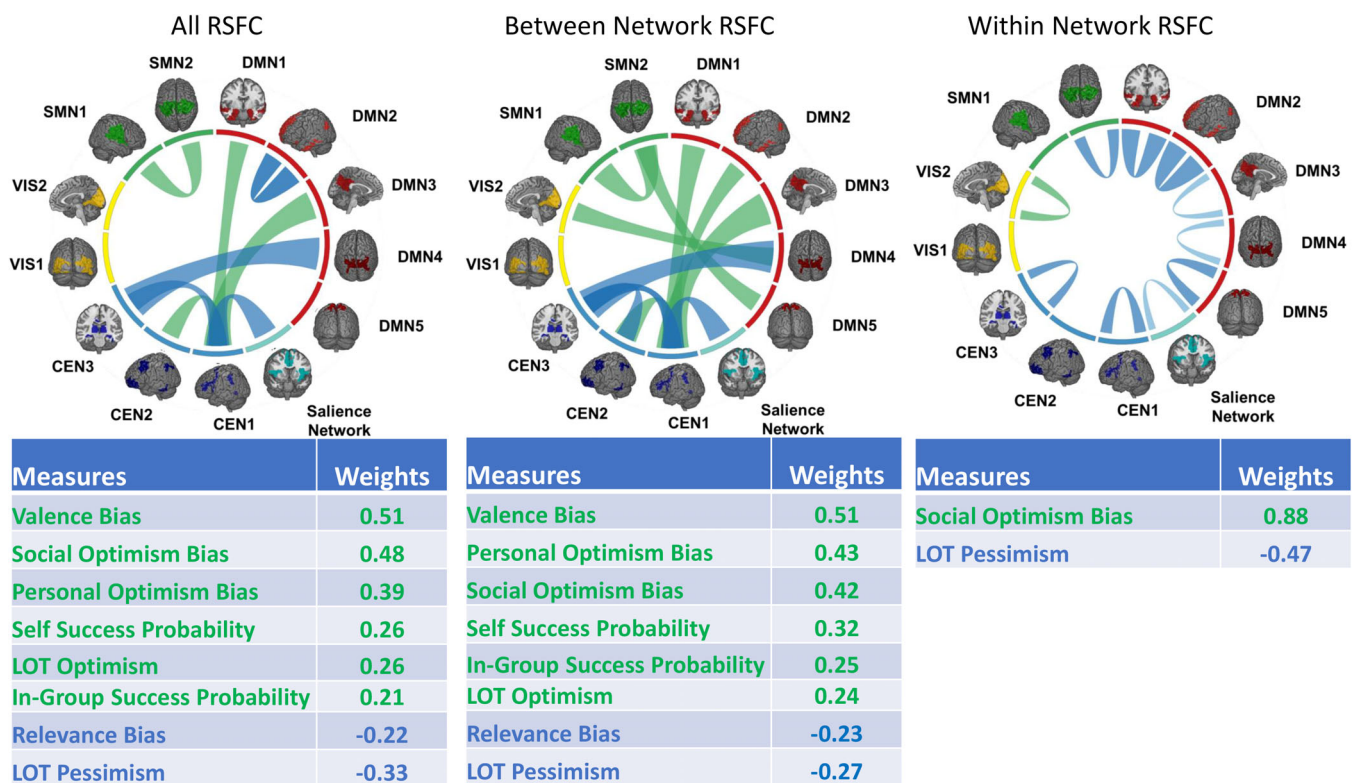 All RSFC
SMN2
DMN1
SMN1
DMN2
VIS2
DMN3
VIS1
DMN4
CEN3
DMN5
CEN2
CEN1
Salience
Network
Measures Weights
Valence Bias 0.51
Social Optimism Bias 0.48
Personal Optimism Bias 0.39
Self Success Probability 0.26
LOT Optimism 0.26
In-Group Success Probability 0.21
Relevance Bias -0.22
LOT Pessimism -0.33
Between Network RSFC
SMN2
DMN1
SMN1
DMN2
VIS2
DMN3
VIS1
DMN4
CEN3
DMN5
CEN2
CEN1
Salience
Network
Measures Weights
Valence Bias 0.51
Personal Optimism Bias 0.43
Social Optimism Bias 0.42
Self Success Probability 0.32
In-Group Success Probability 0.25
LOT Optimism 0.24
Relevance Bias -0.23
LOT Pessimism -0.27
Within Network RSFC
SMN1
DMN2
VIS2
DMN3
VIS1
DMN4
CEN3
DMN5
CEN2
CEN1
Salience
Network
Measures Weights
Social Optimism Bias 0.88
LOT Pessimism -0.47